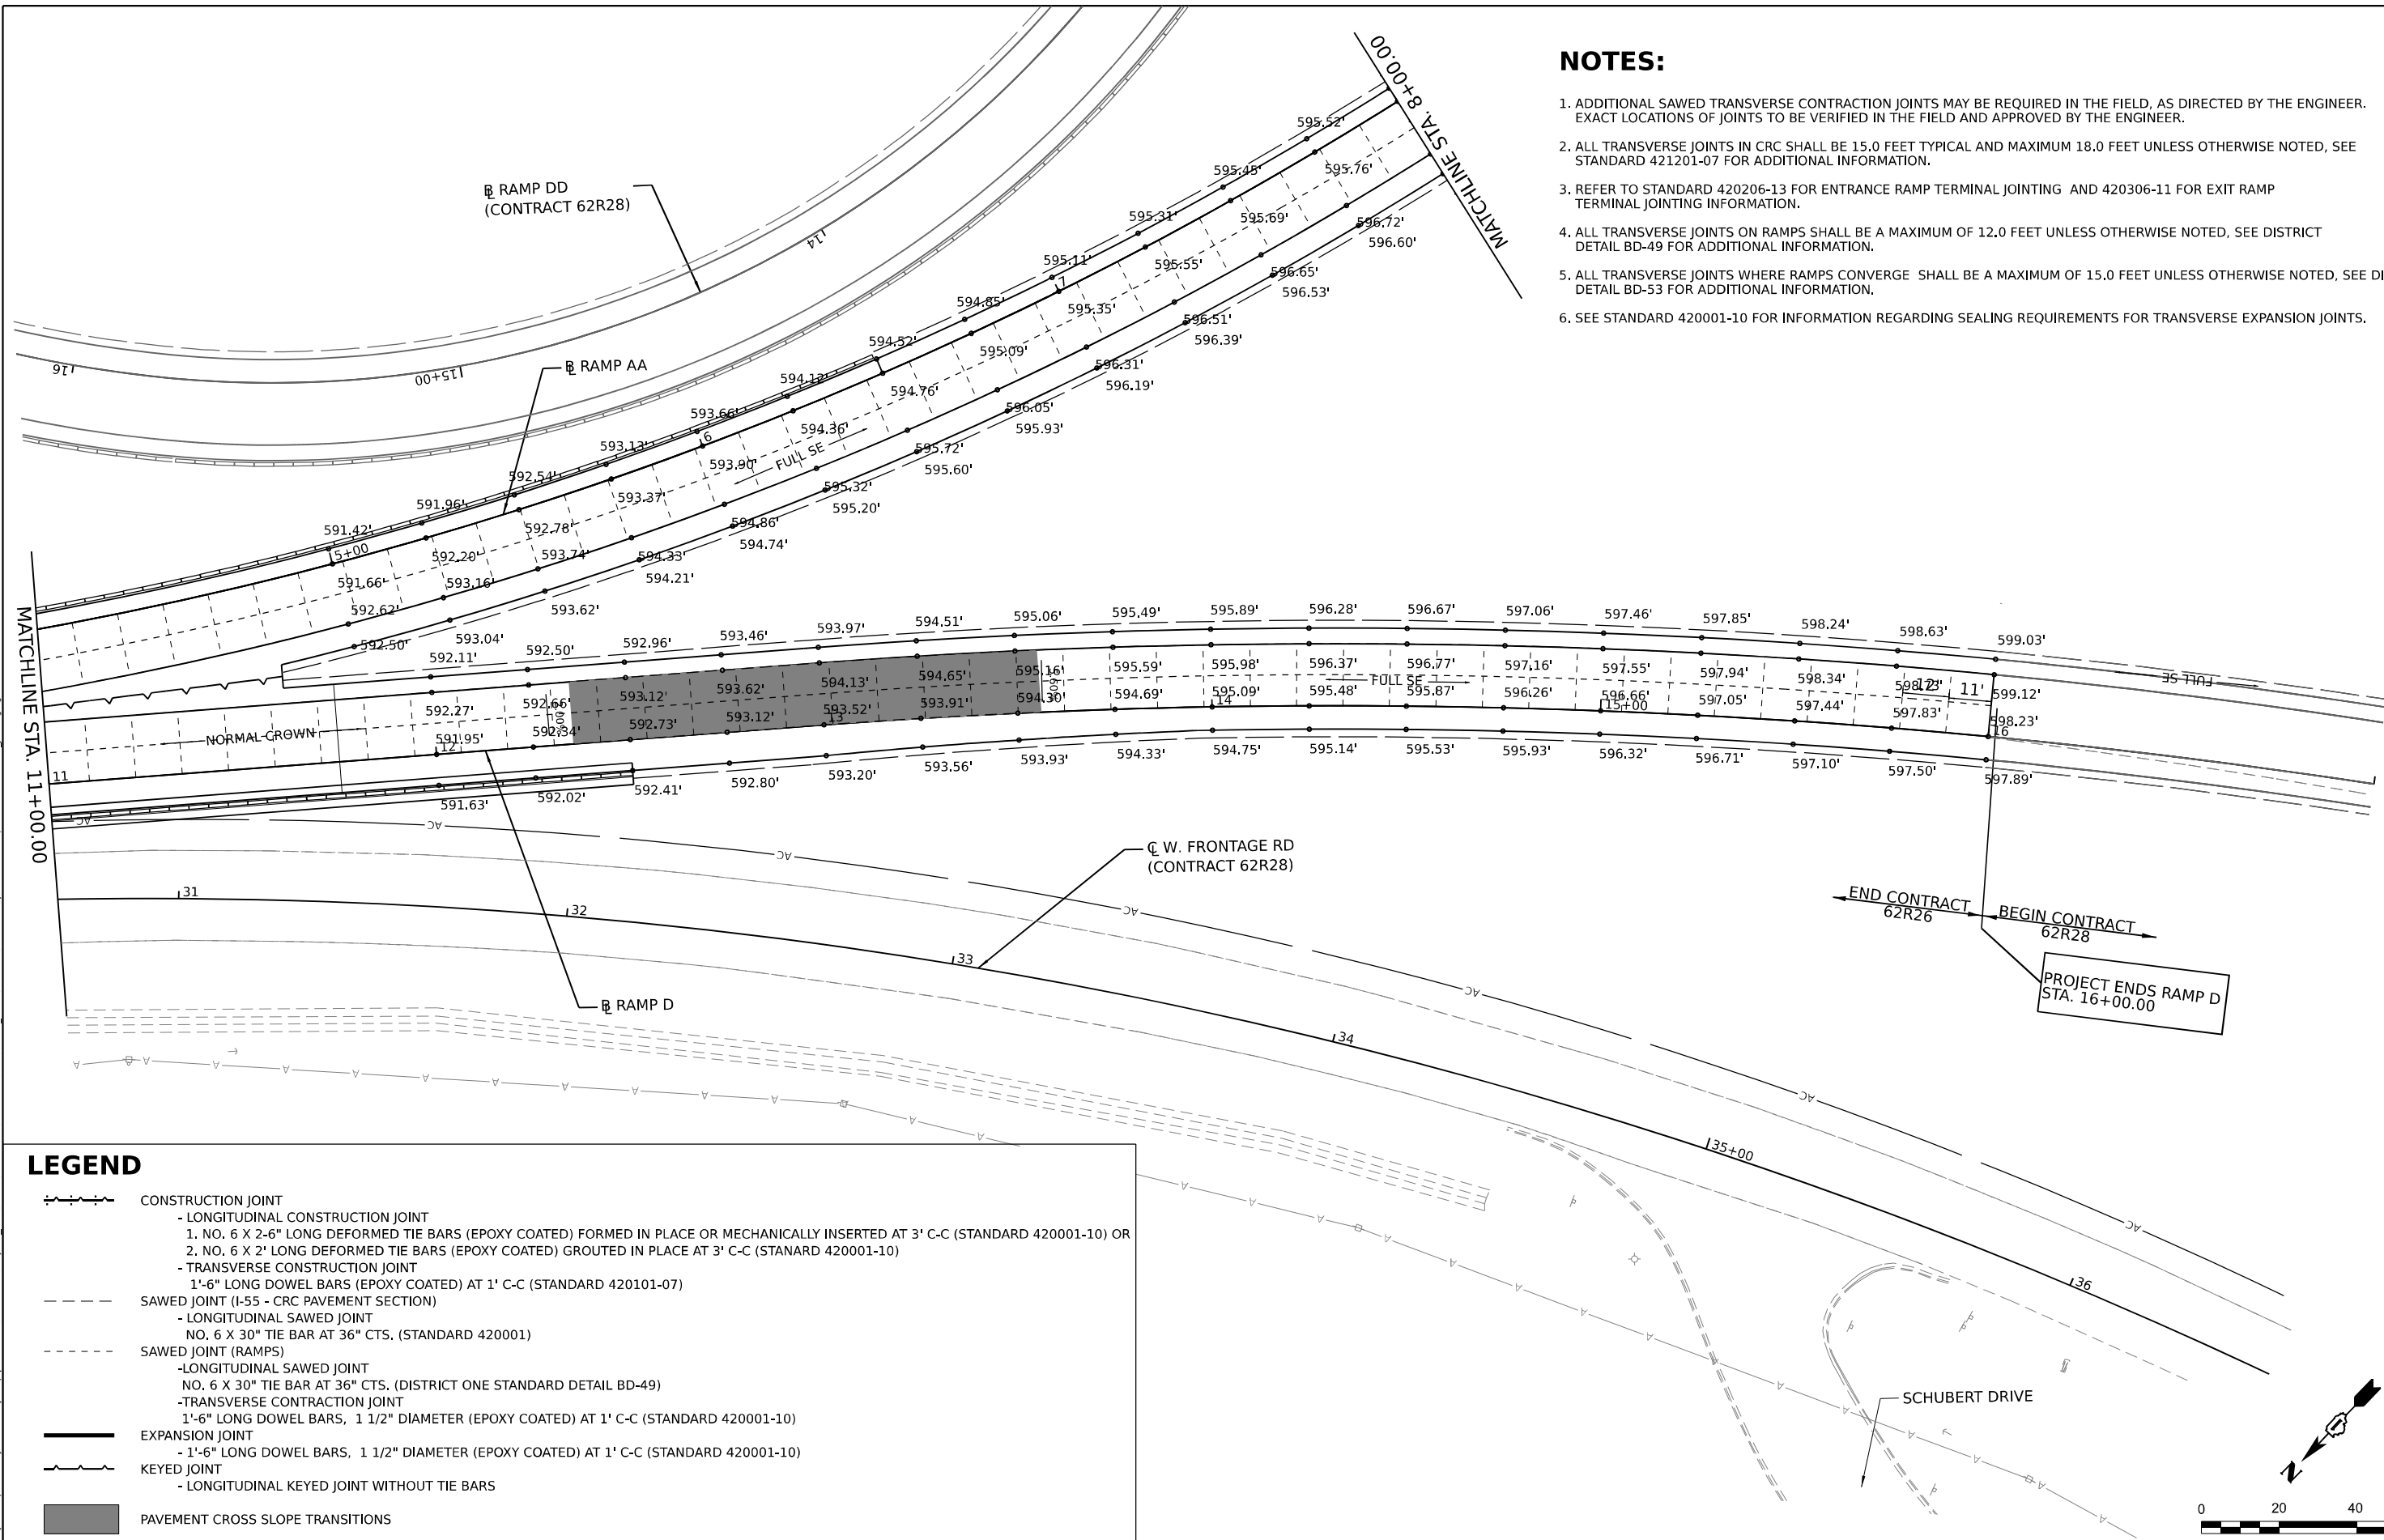 NOTES:
1. ADDITIONAL SAWED TRANSVERSE CONTRACTION JOINTS MAY BE REQUIRED IN THE FIELD, AS DIRECTED BY THE ENGINEER.
EXACT LOCATIONS OF JOINTS TO BE VERIFIED IN THE FIELD AND APPROVED BY THE ENGINEER.
2. ALL TRANSVERSE JOINTS IN CRC SHALL BE 15.0 FEET TYPICAL AND MAXIMUM 18.0 FEET UNLESS OTHERWISE NOTED, SEE
STANDARD 421201-07 FOR ADDITIONAL INFORMATION.
3. REFER TO STANDARD 420206-13 FOR ENTRANCE RAMP TERMINAL JOINTING AND 420306-11 FOR EXIT RAMP
TERMINAL JOINTING INFORMATION.
4. ALL TRANSVERSE JOINTS ON RAMPS SHALL BE A MAXIMUM OF 12.0 FEET UNLESS OTHERWISE NOTED, SEE DISTRICT
DETAIL BD-49 FOR ADDITIONAL INFORMATION.
5. ALL TRANSVERSE JOINTS WHERE RAMPS CONVERGE SHALL BE A MAXIMUM OF 15.0 FEET UNLESS OTHERWISE NOTED, SEE DI
DETAIL BD-53 FOR ADDITIONAL INFORMATION.
6. SEE STANDARD 420001-10 FOR INFORMATION REGARDING SEALING REQUIREMENTS FOR TRANSVERSE EXPANSION JOINTS.
MATCHLINE STA. 8+00.00
℄ RAMP DD
(CONTRACT 62R28)
14
15+00
16
℄ RAMP AA
591.42' 591.96' 592.54' 593.13' 593.66' 594.12' 594.52' 594.85' 595.11' 595.31' 595.45' 595.52'
5+00 6 7
591.66' 592.20' 592.78' 593.37' 593.90' 594.36' 594.76' 595.09' 595.35' 595.55' 595.69' 595.76'
FULL SE
592.62' 593.16' 593.74' 594.33' 594.86' 595.32' 595.72' 596.05' 596.31' 596.51' 596.65' 596.72'
592.50' 593.04' 593.62' 594.21' 594.74' 595.20' 595.60' 595.93' 596.19' 596.39' 596.53' 596.60'
MATCHLINE STA. 11+00.00
592.11' 592.50' 592.96' 593.46' 593.97' 594.51' 595.06' 595.49' 595.89' 596.28' 596.67' 597.06' 597.46' 597.85' 598.24' 598.63' 599.03'
592.27' 592.66' 593.12' 593.62' 594.13' 594.65' 595.16' 595.59' 595.98' 596.37' 596.77' 597.16' 597.55' 597.94' 598.34' 598.73' 599.12'
NORMAL CROWN
FULL SE
12' 11'
FULL SE
591.95' 592.34' 592.73' 593.12' 593.52' 593.91' 594.30' 594.69' 595.09' 595.48' 595.87' 596.26' 596.66' 597.05' 597.44' 597.83' 598.23'
11 12 13 14 15+00 16
591.63' 592.02' 592.41' 592.80' 593.20' 593.56' 593.93' 594.33' 594.75' 595.14' 595.53' 595.93' 596.32' 596.71' 597.10' 597.50' 597.89'
AC AC AC AC AC AC AC
℄ W. FRONTAGE RD
(CONTRACT 62R28)
31 32 33 34 35+00 36
℄ RAMP D
END CONTRACT
62R26
BEGIN CONTRACT
62R28
PROJECT ENDS RAMP D
STA. 16+00.00
SCHUBERT DRIVE
N
0 20 40
LEGEND
CONSTRUCTION JOINT
- LONGITUDINAL CONSTRUCTION JOINT
1. NO. 6 X 2-6" LONG DEFORMED TIE BARS (EPOXY COATED) FORMED IN PLACE OR MECHANICALLY INSERTED AT 3' C-C (STANDARD 420001-10) OR
2. NO. 6 X 2' LONG DEFORMED TIE BARS (EPOXY COATED) GROUTED IN PLACE AT 3' C-C (STANARD 420001-10)
- TRANSVERSE CONSTRUCTION JOINT
1'-6" LONG DOWEL BARS (EPOXY COATED) AT 1' C-C (STANDARD 420101-07)
SAWED JOINT (I-55 - CRC PAVEMENT SECTION)
- LONGITUDINAL SAWED JOINT
NO. 6 X 30" TIE BAR AT 36" CTS. (STANDARD 420001)
SAWED JOINT (RAMPS)
-LONGITUDINAL SAWED JOINT
NO. 6 X 30" TIE BAR AT 36" CTS. (DISTRICT ONE STANDARD DETAIL BD-49)
-TRANSVERSE CONTRACTION JOINT
1'-6" LONG DOWEL BARS, 1 1/2" DIAMETER (EPOXY COATED) AT 1' C-C (STANDARD 420001-10)
EXPANSION JOINT
- 1'-6" LONG DOWEL BARS, 1 1/2" DIAMETER (EPOXY COATED) AT 1' C-C (STANDARD 420001-10)
KEYED JOINT
- LONGITUDINAL KEYED JOINT WITHOUT TIE BARS
PAVEMENT CROSS SLOPE TRANSITIONS